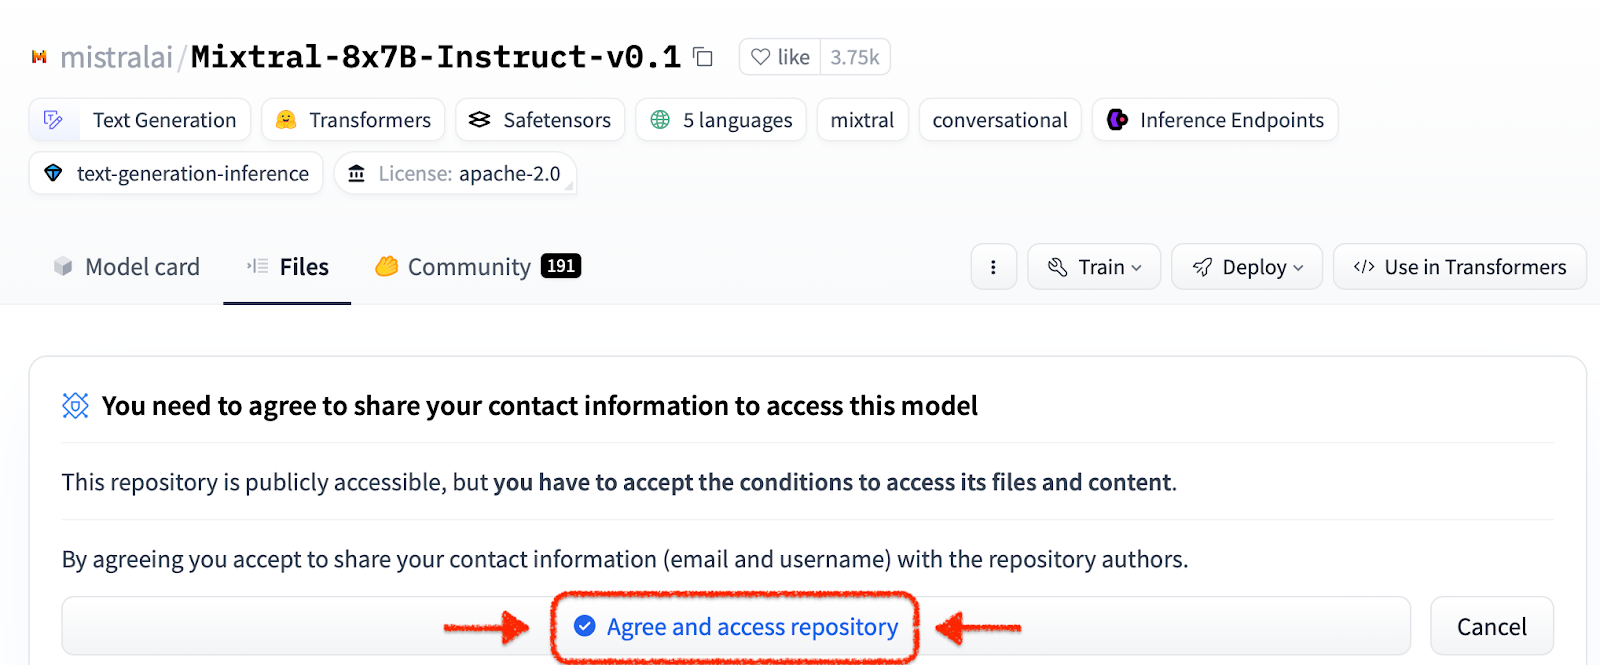 mistralai/Mixtral-8x7B-Instruct-v0.1 like 3.75k
Text Generation Transformers Safetensors 5 languages mixtral conversational Inference Endpoints
text-generation-inference License: apache-2.0
Model card Files Community 191 Train Deploy </> Use in Transformers
You need to agree to share your contact information to access this model
This repository is publicly accessible, but you have to accept the conditions to access its files and content.
By agreeing you accept to share your contact information (email and username) with the repository authors.
Agree and access repository Cancel